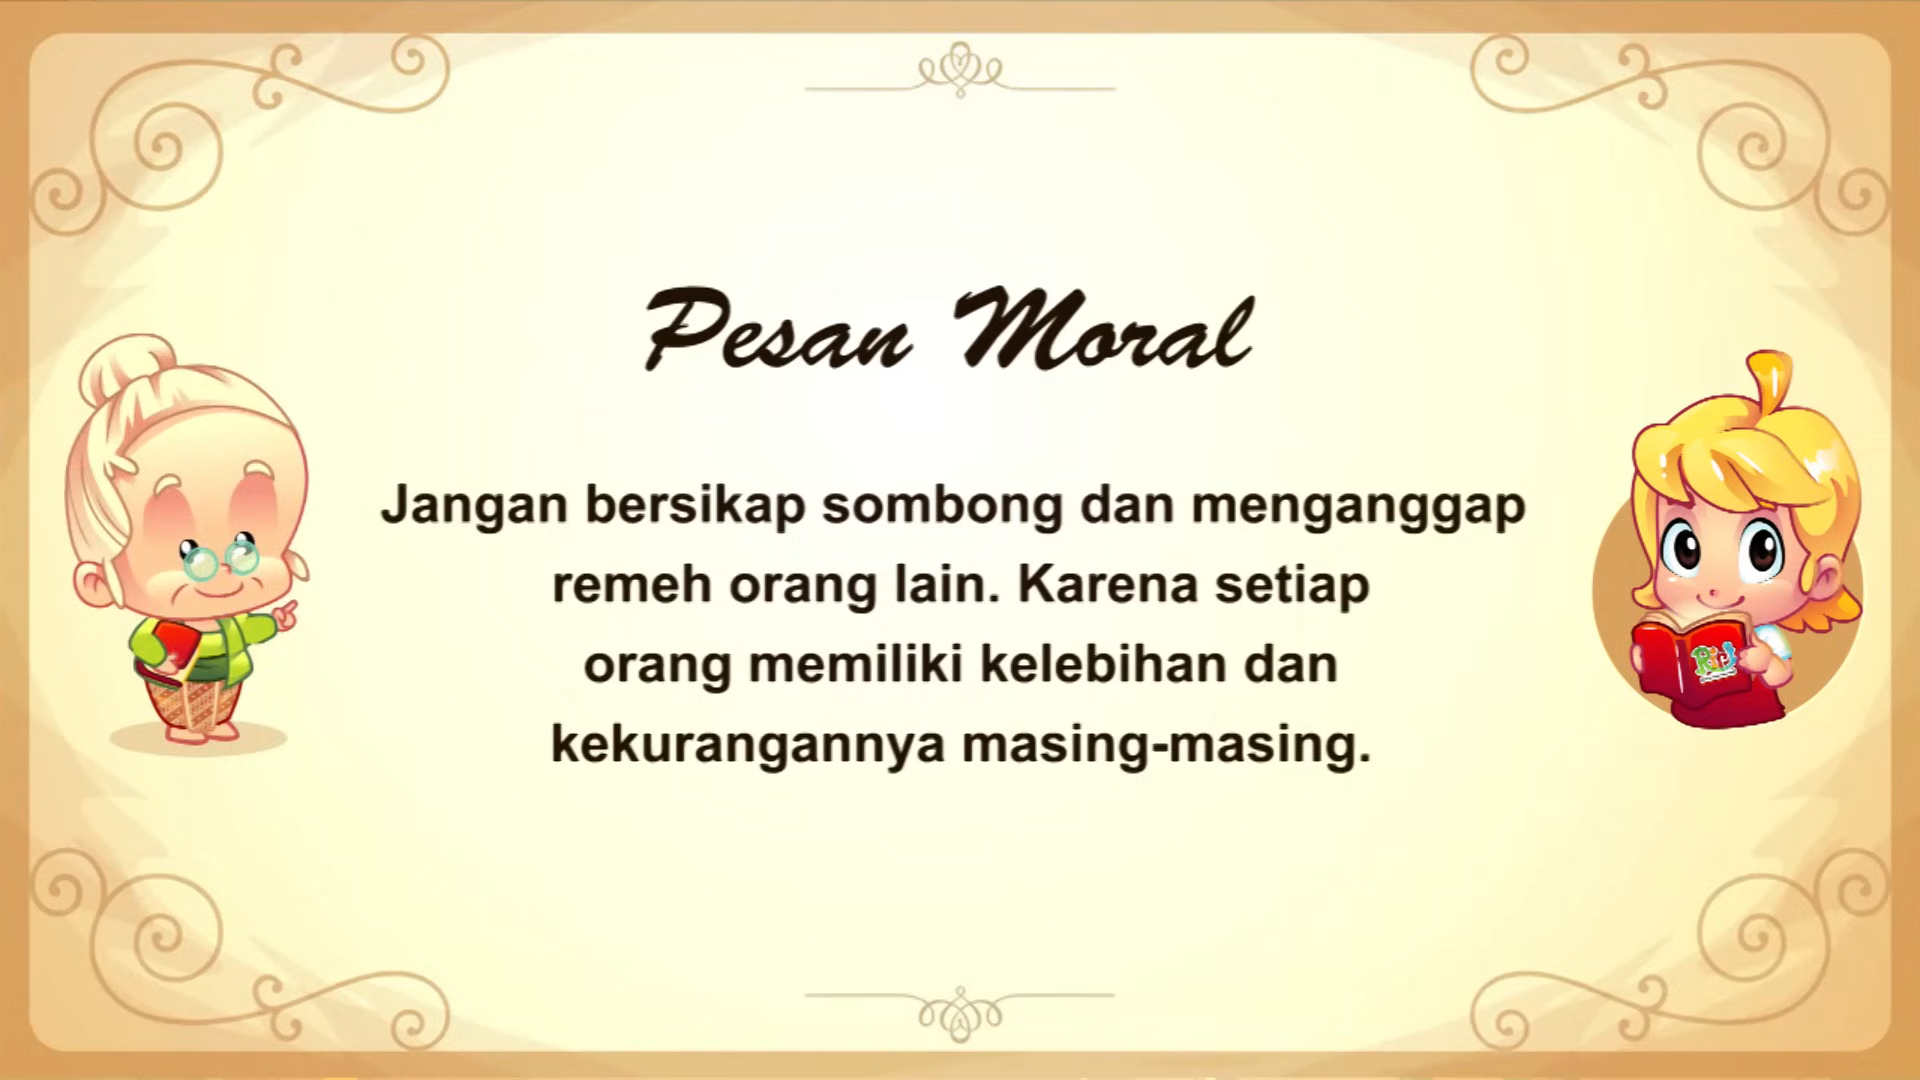 Pesan Moral
Jangan bersikap sombong dan menganggap
remeh orang lain. Karena setiap
orang memiliki kelebihan dan
kekurangannya masing-masing.